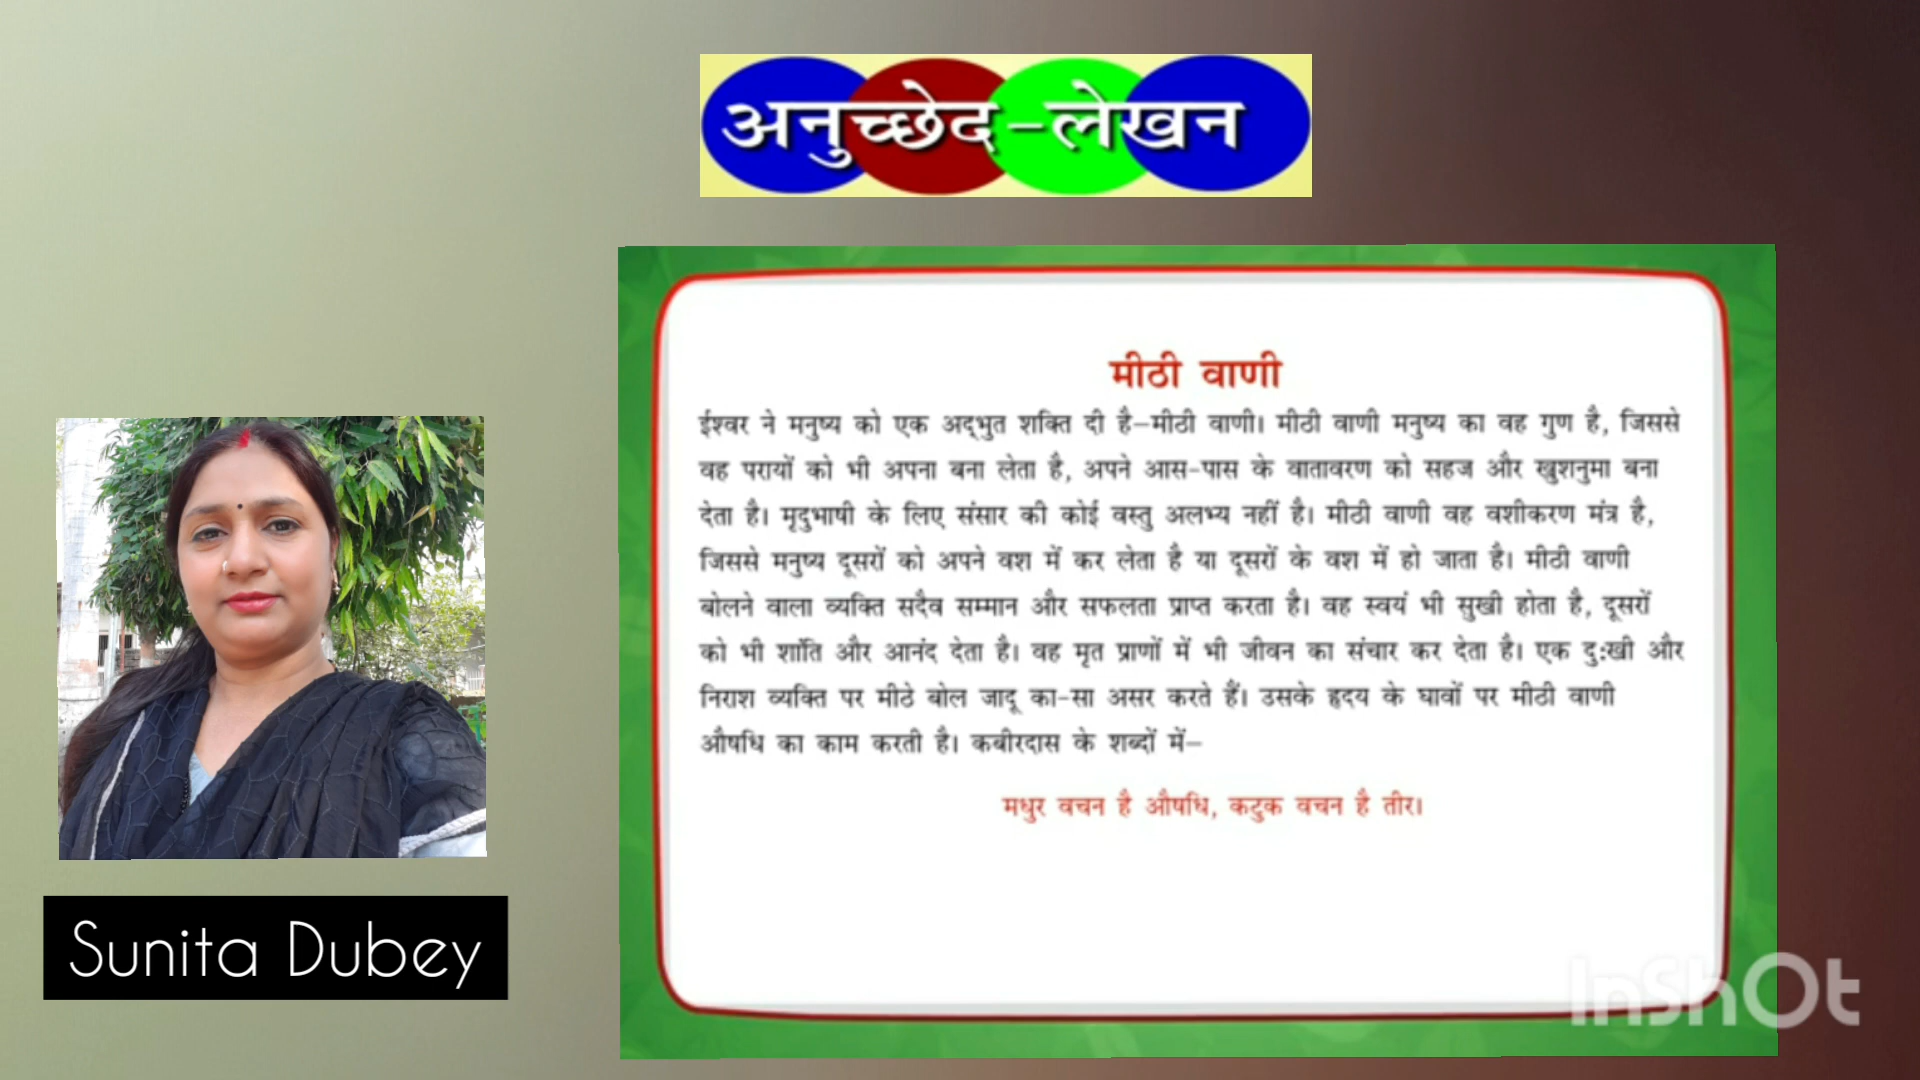 अनुच्छेद-लेखन
मीठी वाणी
ईश्वर ने मनुष्य को एक अद्भुत शक्ति दी है–मीठी वाणी। मीठी वाणी मनुष्य का वह गुण है, जिससे
वह परायों को भी अपना बना लेता है, अपने आस-पास के वातावरण को सहज और खुशनुमा बना
देता है। मृदुभाषी के लिए संसार की कोई वस्तु अलभ्य नहीं है। मीठी वाणी वह वशीकरण मंत्र है,
जिससे मनुष्य दूसरों को अपने वश में कर लेता है या दूसरों के वश में हो जाता है। मीठी वाणी
बोलने वाला व्यक्ति सदैव सम्मान और सफलता प्राप्त करता है। वह स्वयं भी सुखी होता है, दूसरों
को भी शांति और आनंद देता है। वह मृत प्राणों में भी जीवन का संचार कर देता है। एक दु:खी और
निराश व्यक्ति पर मीठे बोल जादू का-सा असर करते हैं। उसके हृदय के घावों पर मीठी वाणी
औषधि का काम करती है। कबीरदास के शब्दों में–
मधुर वचन है औषधि, कटुक वचन है तीर।
Sunita Dubey
InShOt